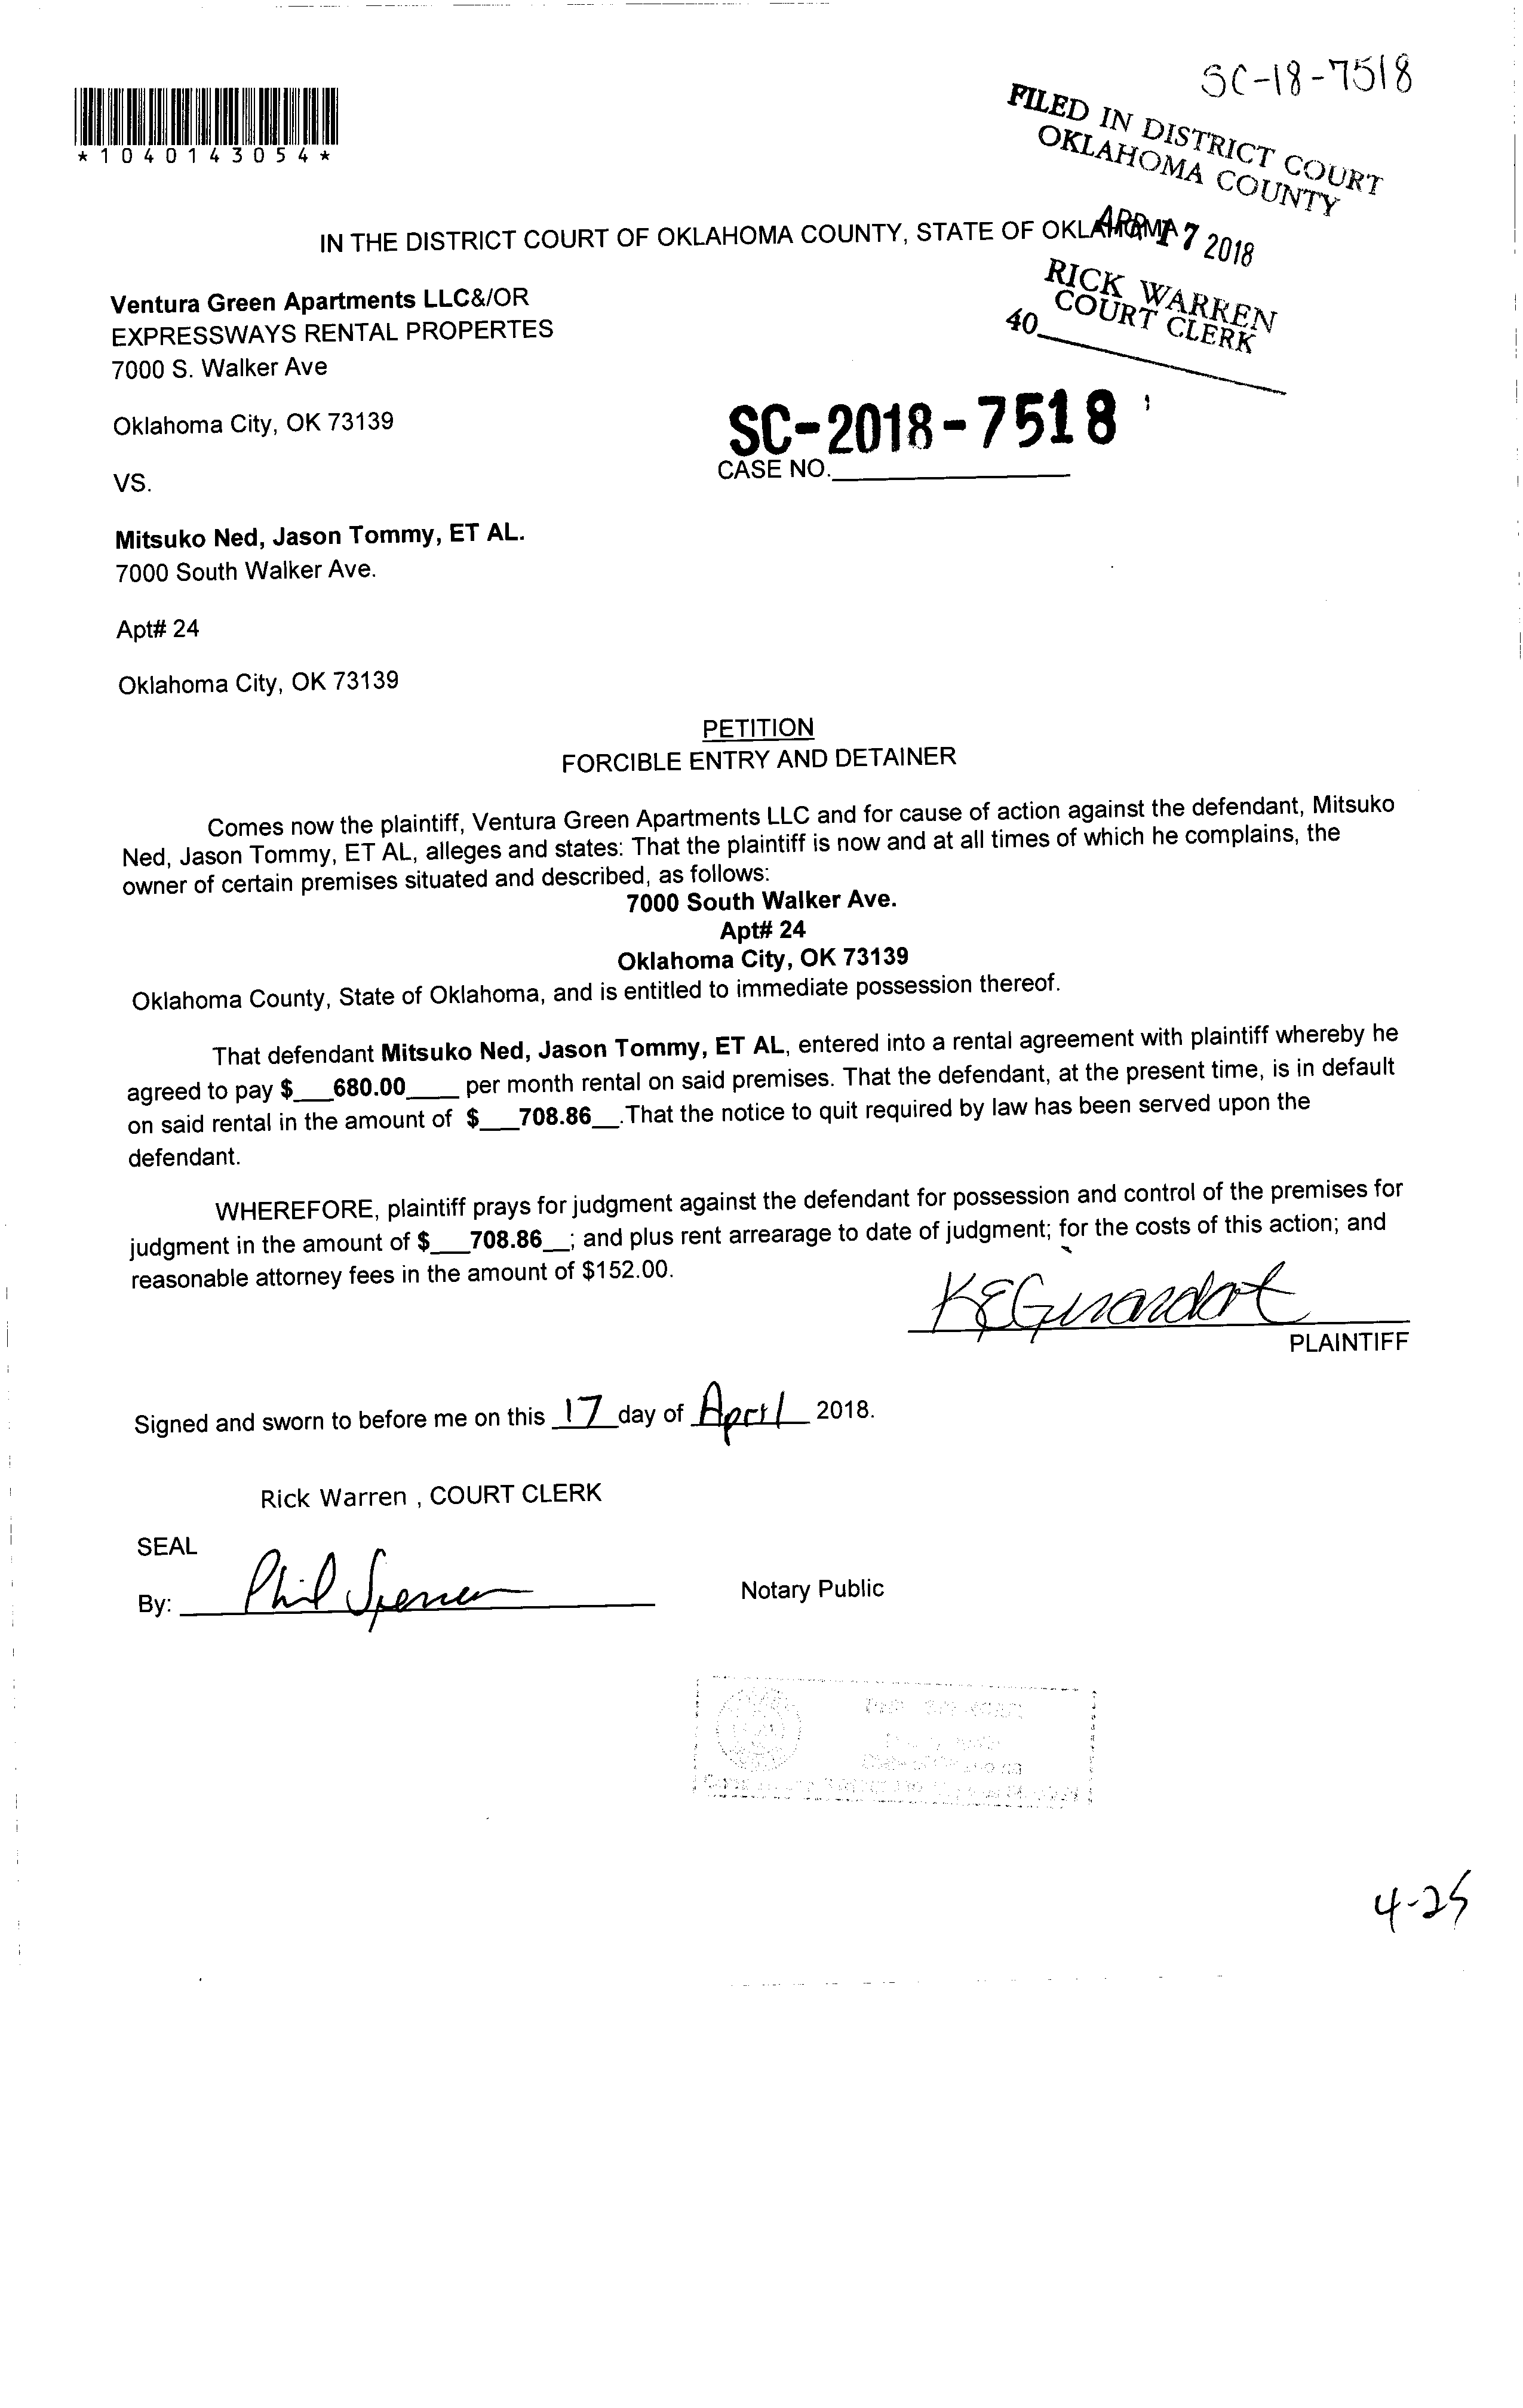 SC-18-7518
*1040143054*
FILED IN DISTRICT COURT
OKLAHOMA COUNTY
IN THE DISTRICT COURT OF OKLAHOMA COUNTY, STATE OF OKLAHOMA
APR 17 2018
RICK WARREN
COURT CLERK
40
Ventura Green Apartments LLC&/OR
EXPRESSWAYS RENTAL PROPERTES
7000 S. Walker Ave
Oklahoma City, OK 73139
SC-2018-7518
CASE NO.
VS.
Mitsuko Ned, Jason Tommy, ET AL.
7000 South Walker Ave.
Apt# 24
Oklahoma City, OK 73139
PETITION
FORCIBLE ENTRY AND DETAINER
Comes now the plaintiff, Ventura Green Apartments LLC and for cause of action against the defendant, Mitsuko
Ned, Jason Tommy, ET AL, alleges and states: That the plaintiff is now and at all times of which he complains, the
owner of certain premises situated and described, as follows:
7000 South Walker Ave.
Apt# 24
Oklahoma City, OK 73139
Oklahoma County, State of Oklahoma, and is entitled to immediate possession thereof.
That defendant Mitsuko Ned, Jason Tommy, ET AL, entered into a rental agreement with plaintiff whereby he
agreed to pay $___680.00____ per month rental on said premises. That the defendant, at the present time, is in default
on said rental in the amount of $___708.86__.That the notice to quit required by law has been served upon the
defendant.
WHEREFORE, plaintiff prays for judgment against the defendant for possession and control of the premises for
judgment in the amount of $___708.86__; and plus rent arrearage to date of judgment; for the costs of this action; and
reasonable attorney fees in the amount of $152.00.
KEGirardot
PLAINTIFF
Signed and sworn to before me on this 17 day of April 2018.
Rick Warren , COURT CLERK
SEAL
By: Phil Spencer
Notary Public
4-25